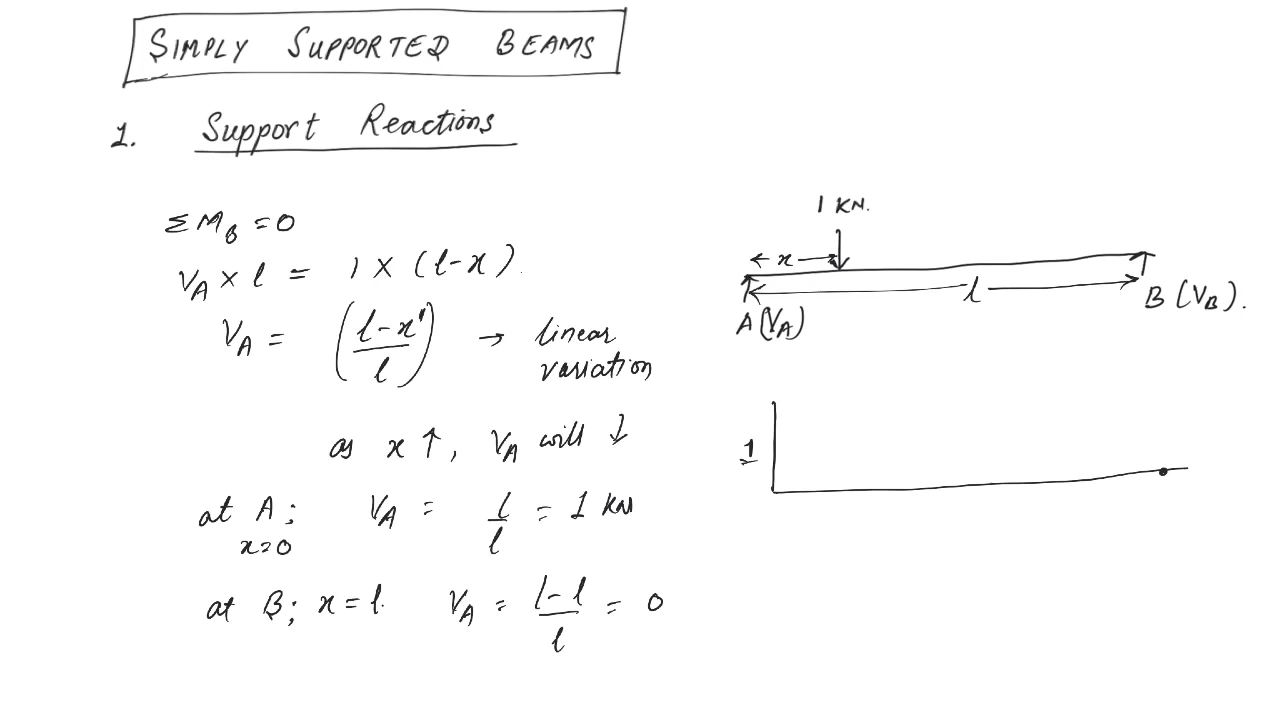 SIMPLY SUPPORTED BEAMS
1. Support Reactions
ΣM_B = 0
V_A × l = 1 × (l-x)
V_A = ((l-x)/l) → linear variation
as x ↑, V_A will ↓
at A; V_A = l/l = 1 KN
x=0
at B; x = l. V_A = (l-l)/l = 0
1 KN.
x
l
A (V_A)
B (V_B).
1